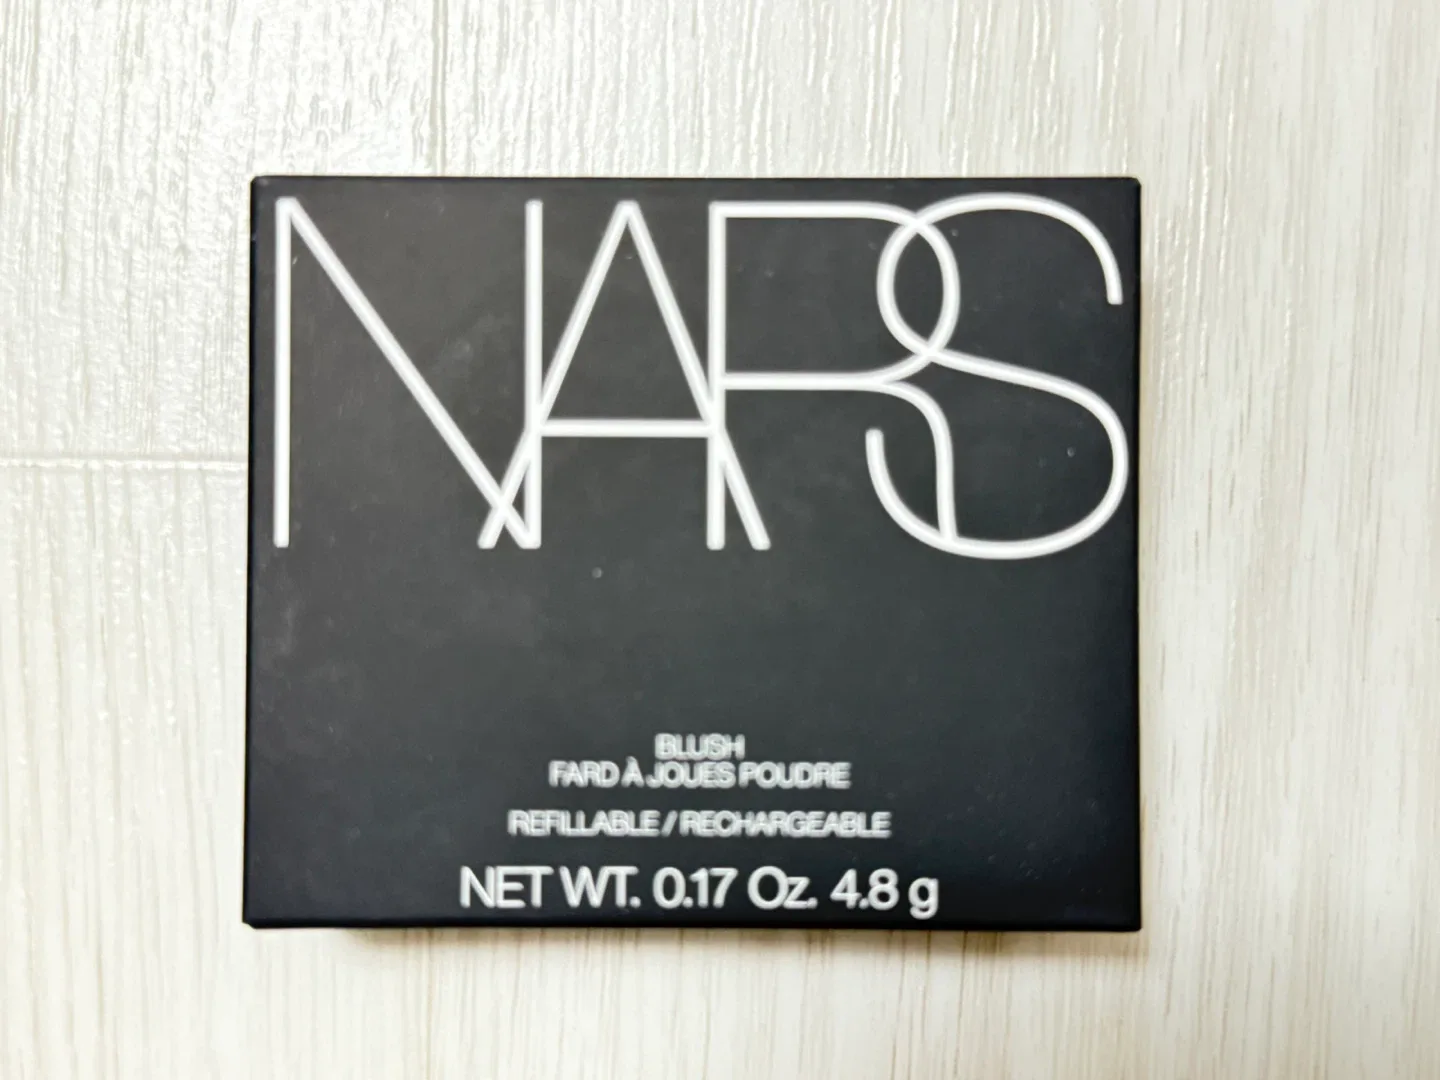 NARS
BLUSH
FARD À JOUES POUDRE
REFILLABLE / RECHARGEABLE
NET WT. 0.17 Oz. 4.8 g